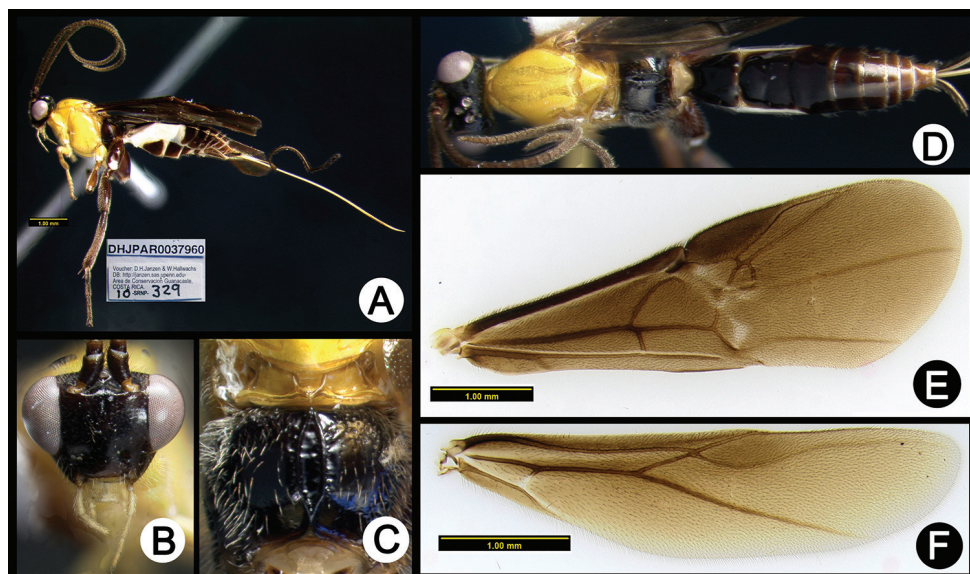 1.00 mm
DHJPAR0037960
Voucher: D.H.Janzen & W.Hallwachs
DB: http://janzen.sas.upenn.edu
Area de Conservacion Guanacaste,
COSTA RICA.
10-SRNP-329
A
B
C
D
1.00 mm
E
1.00 mm
F